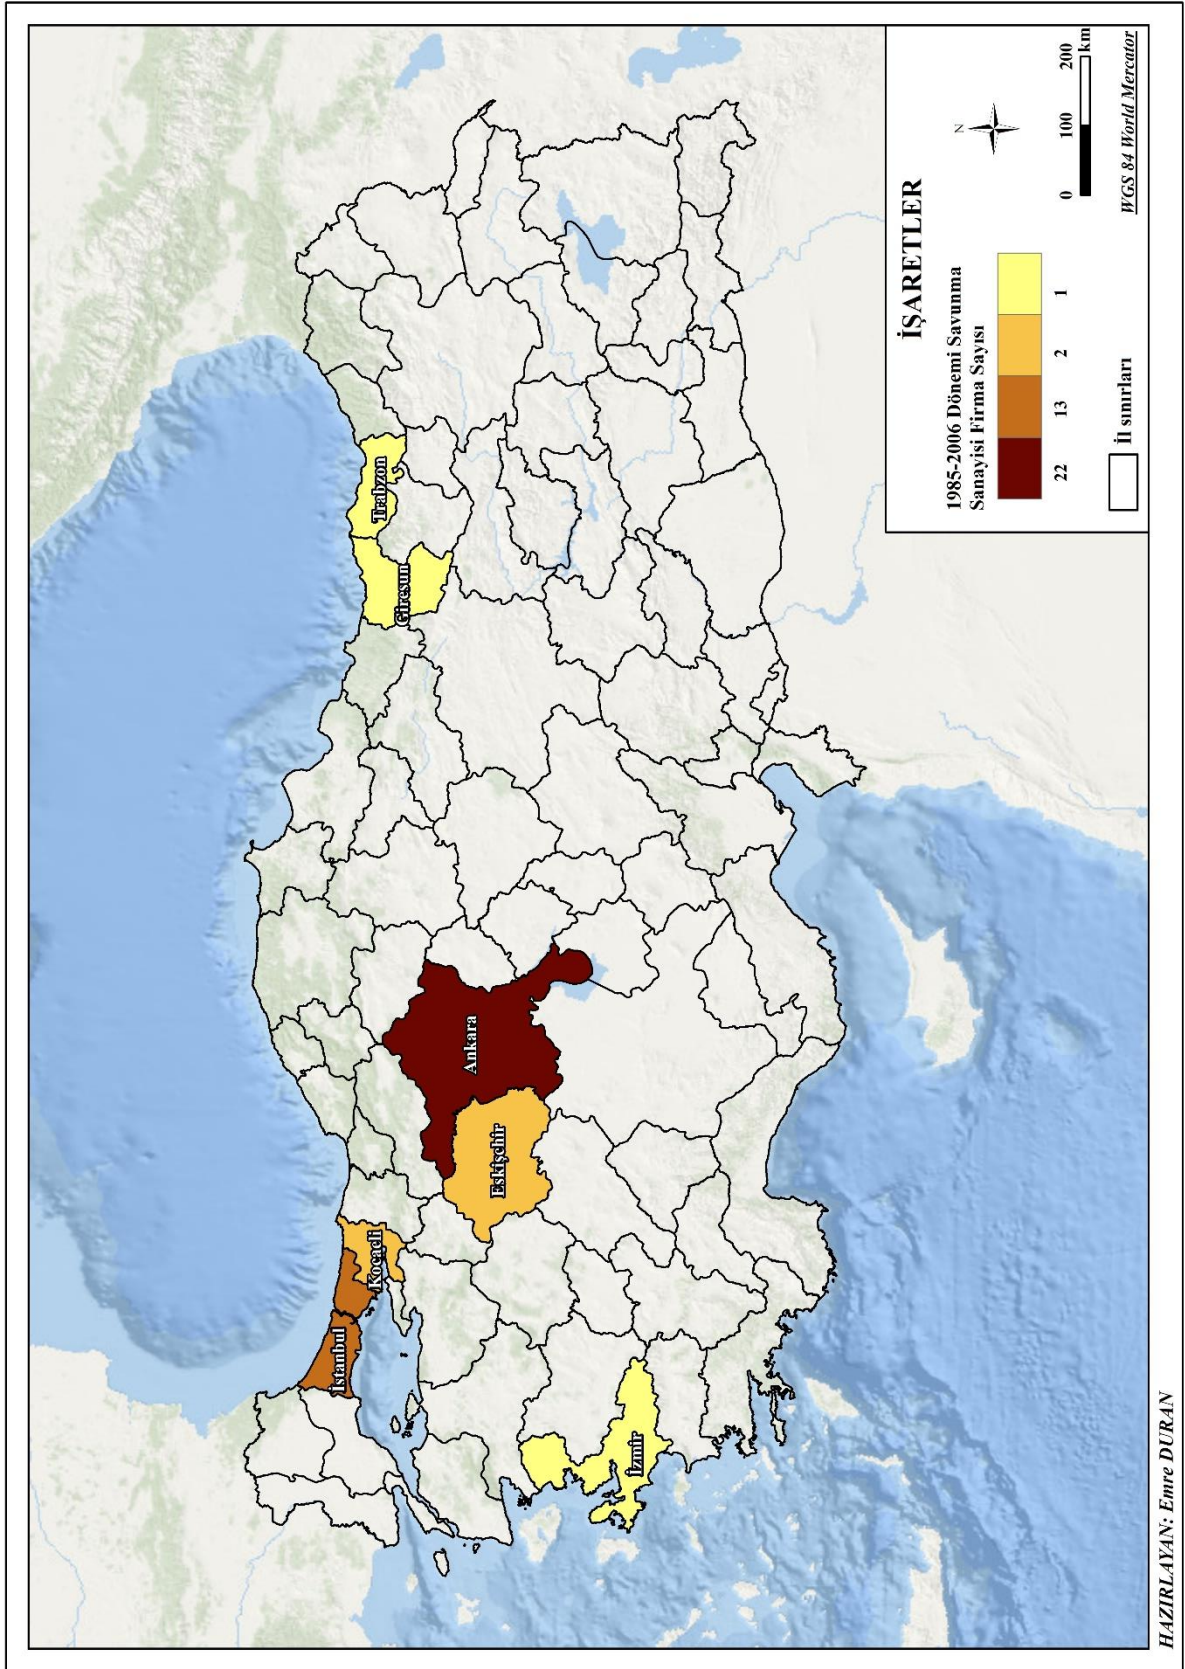 Trabzon
Giresun
Ankara
Eskişehir
Kocaeli
İstanbul
İzmir
İŞARETLER
1985-2006 Dönemi Savunma
Sanayisi Firma Sayısı
22 13 2 1
İl sınırları
N
0 100 200
km
WGS 84 World Mercator
HAZIRLAYAN: Emre DURAN